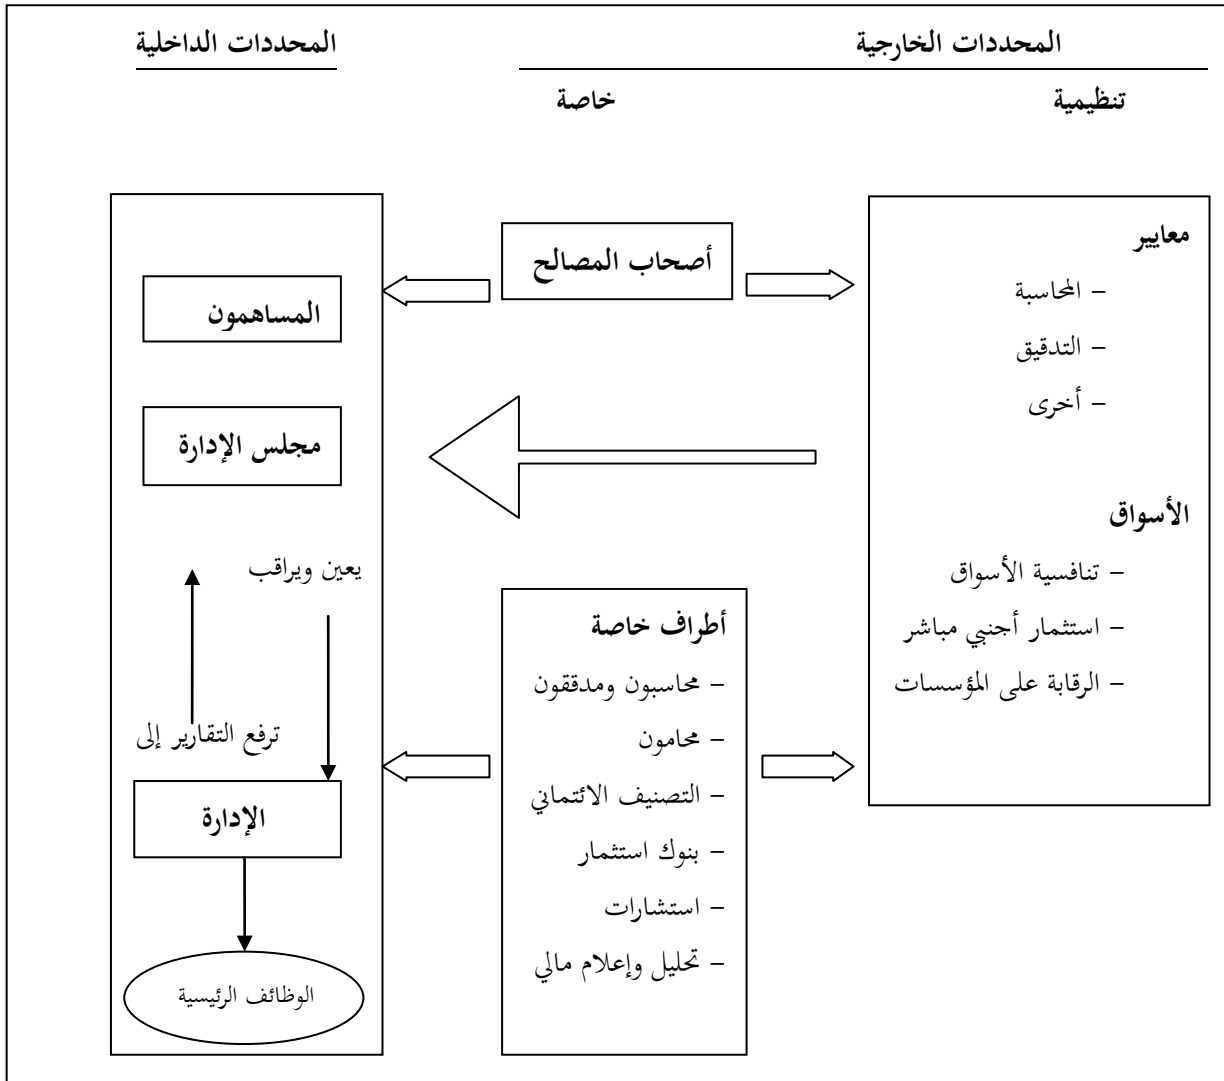 المحددات الخارجية
المحددات الداخلية
تنظيمية
خاصة
معايير
– المحاسبة
– التدقيق
– أخرى
الأسواق
– تنافسية الأسواق
– استثمار أجنبي مباشر
– الرقابة على المؤسسات
أصحاب المصالح
أطراف خاصة
– محاسبون ومدققون
– محامون
– التصنيف الائتماني
– بنوك استثمار
– استشارات
– تحليل وإعلام مالي
المساهمون
مجلس الإدارة
يعين ويراقب
ترفع التقارير إلى
الإدارة
الوظائف الرئيسية